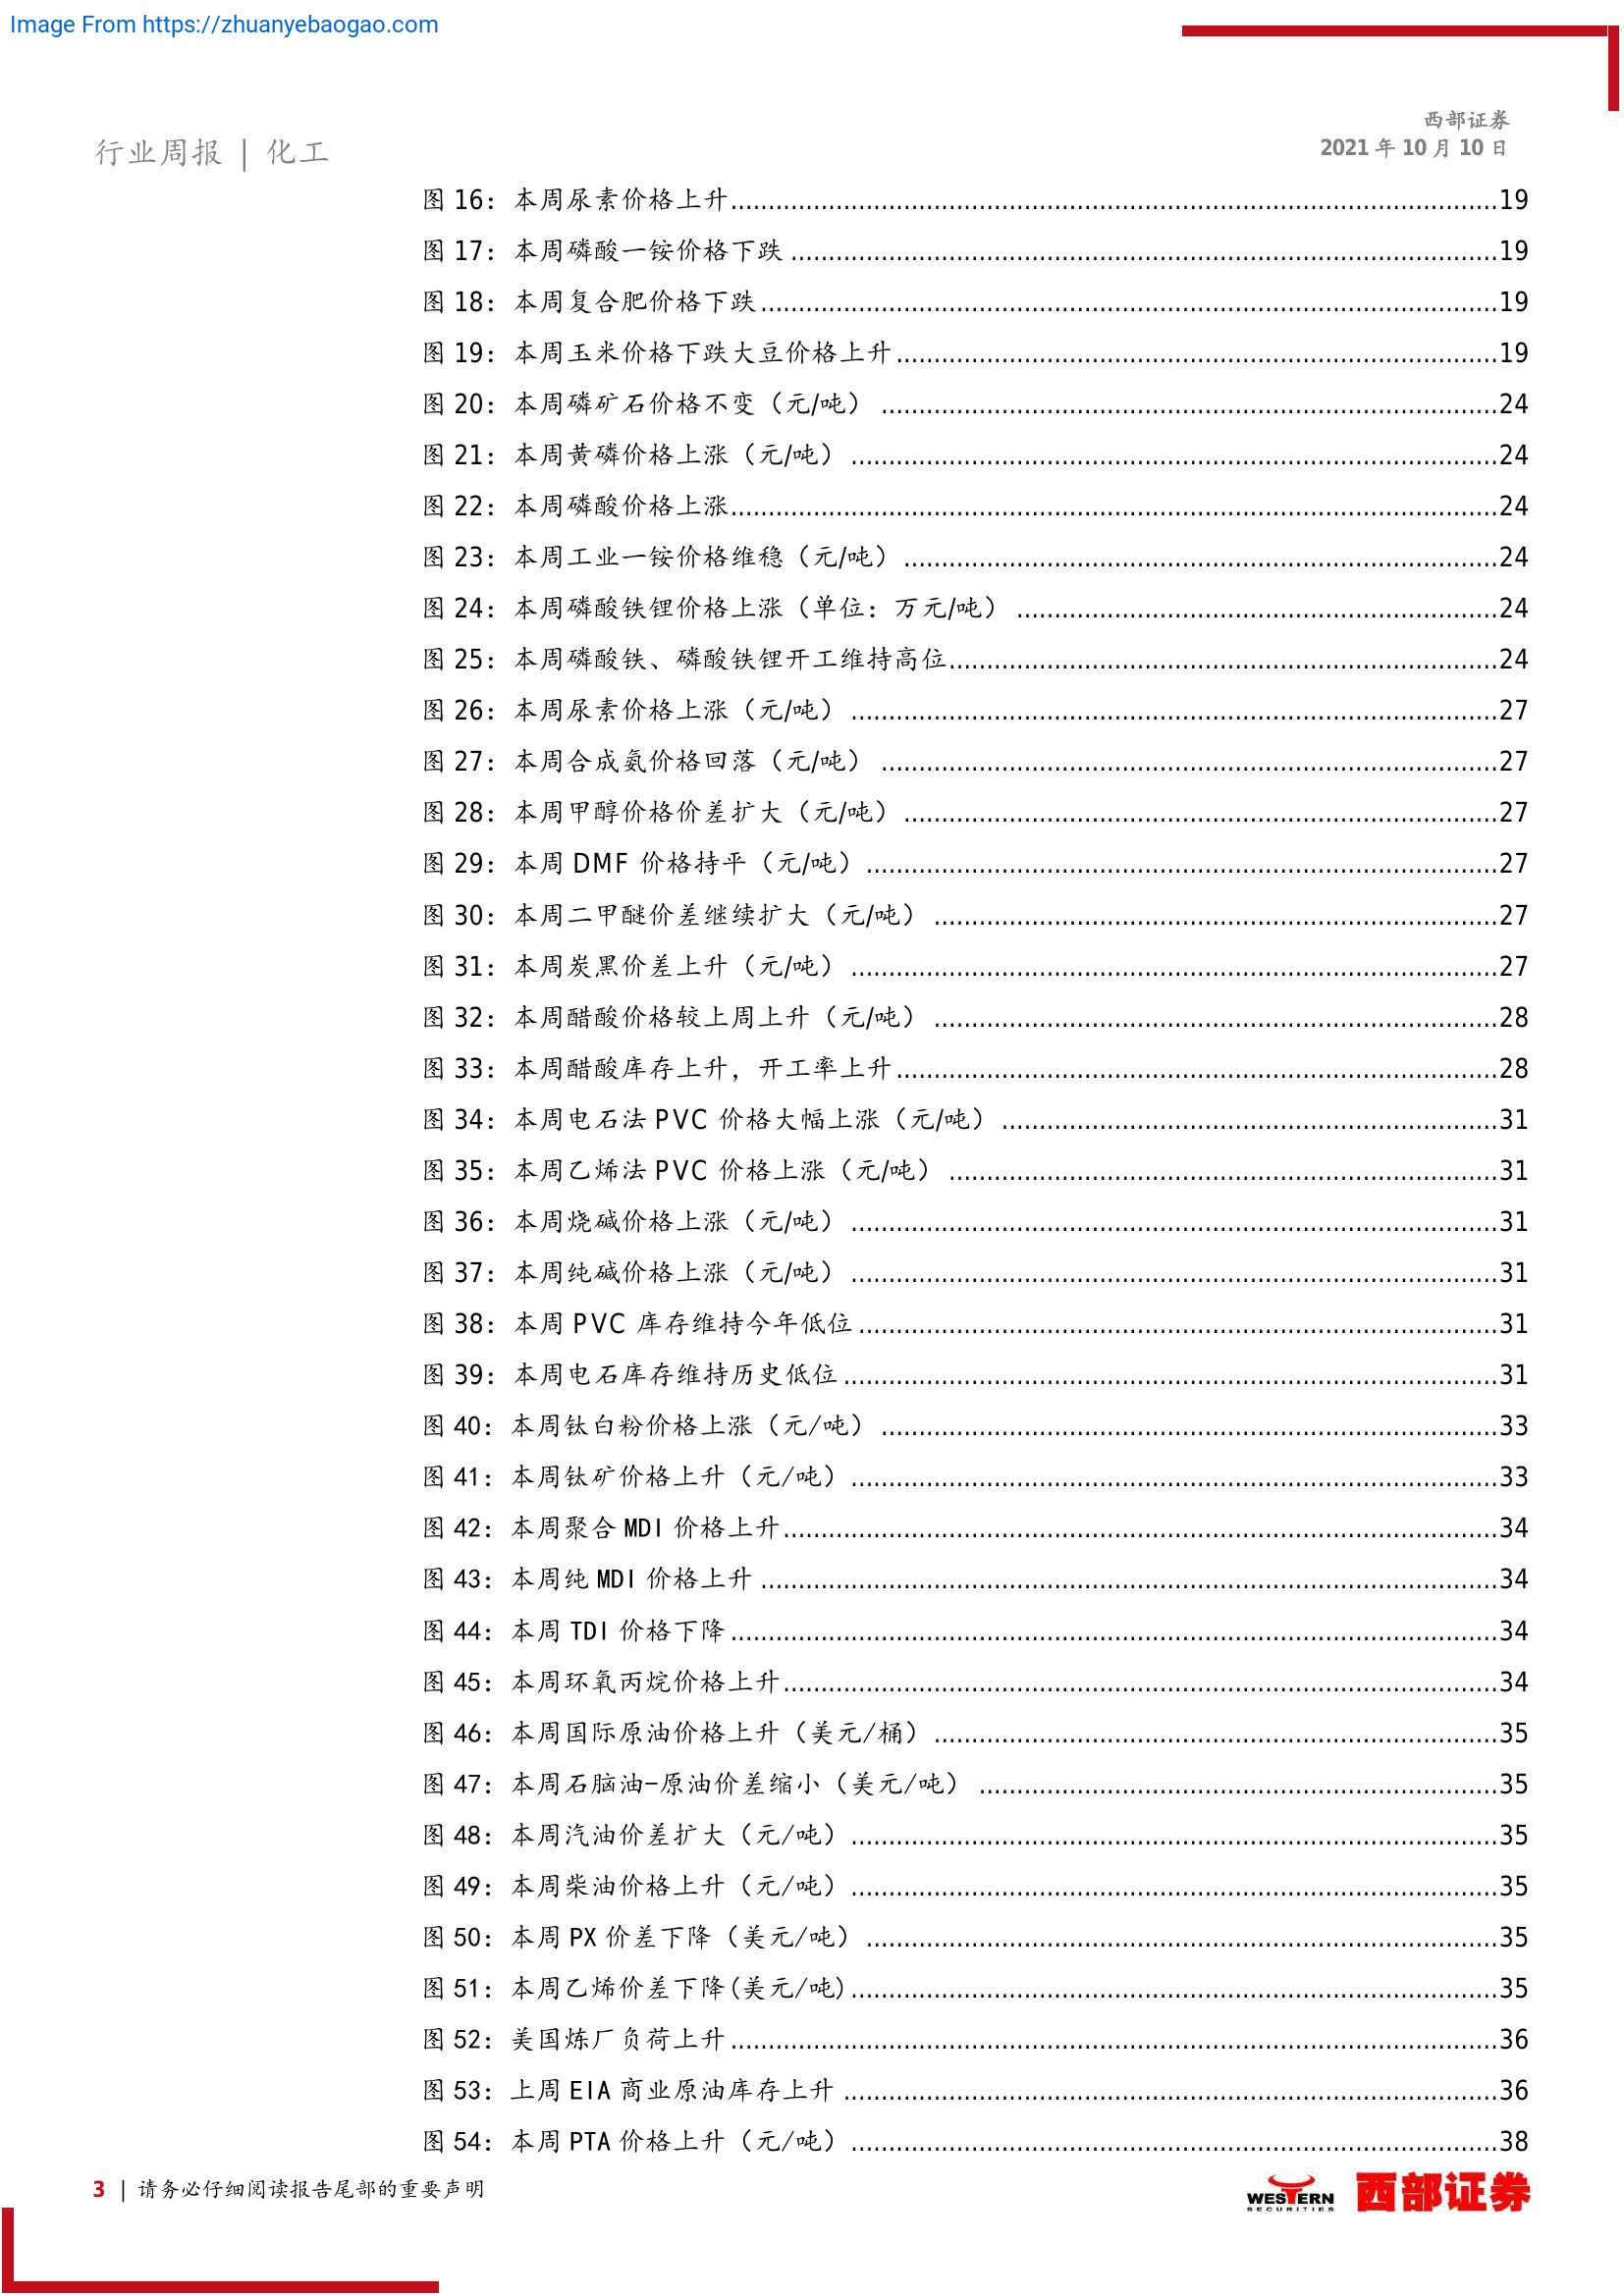 Image From https://zhuanyebaogao.com
西部证券
行业周报 | 化工
2021 年 10 月 10 日
图 16：本周尿素价格上升..........19
图 17：本周磷酸一铵价格下跌..........19
图 18：本周复合肥价格下跌..........19
图 19：本周玉米价格下跌大豆价格上升..........19
图 20：本周磷矿石价格不变（元/吨）..........24
图 21：本周黄磷价格上涨（元/吨）..........24
图 22：本周磷酸价格上涨..........24
图 23：本周工业一铵价格维稳（元/吨）..........24
图 24：本周磷酸铁锂价格上涨（单位：万元/吨）..........24
图 25：本周磷酸铁、磷酸铁锂开工维持高位..........24
图 26：本周尿素价格上涨（元/吨）..........27
图 27：本周合成氨价格回落（元/吨）..........27
图 28：本周甲醇价格价差扩大（元/吨）..........27
图 29：本周 DMF 价格持平（元/吨）..........27
图 30：本周二甲醚价差继续扩大（元/吨）..........27
图 31：本周炭黑价差上升（元/吨）..........27
图 32：本周醋酸价格较上周上升（元/吨）..........28
图 33：本周醋酸库存上升，开工率上升..........28
图 34：本周电石法 PVC 价格大幅上涨（元/吨）..........31
图 35：本周乙烯法 PVC 价格上涨（元/吨）..........31
图 36：本周烧碱价格上涨（元/吨）..........31
图 37：本周纯碱价格上涨（元/吨）..........31
图 38：本周 PVC 库存维持今年低位..........31
图 39：本周电石库存维持历史低位..........31
图 40：本周钛白粉价格上涨（元/吨）..........33
图 41：本周钛矿价格上升（元/吨）..........33
图 42：本周聚合 MDI 价格上升..........34
图 43：本周纯 MDI 价格上升..........34
图 44：本周 TDI 价格下降..........34
图 45：本周环氧丙烷价格上升..........34
图 46：本周国际原油价格上升（美元/桶）..........35
图 47：本周石脑油-原油价差缩小（美元/吨）..........35
图 48：本周汽油价差扩大（元/吨）..........35
图 49：本周柴油价格上升（元/吨）..........35
图 50：本周 PX 价差下降（美元/吨）..........35
图 51：本周乙烯价差下降(美元/吨)..........35
图 52：美国炼厂负荷上升..........36
图 53：上周 EIA 商业原油库存上升..........36
图 54：本周 PTA 价格上升（元/吨）..........38
3 | 请务必仔细阅读报告尾部的重要声明
WESTERN
SECURITIES
西部证券